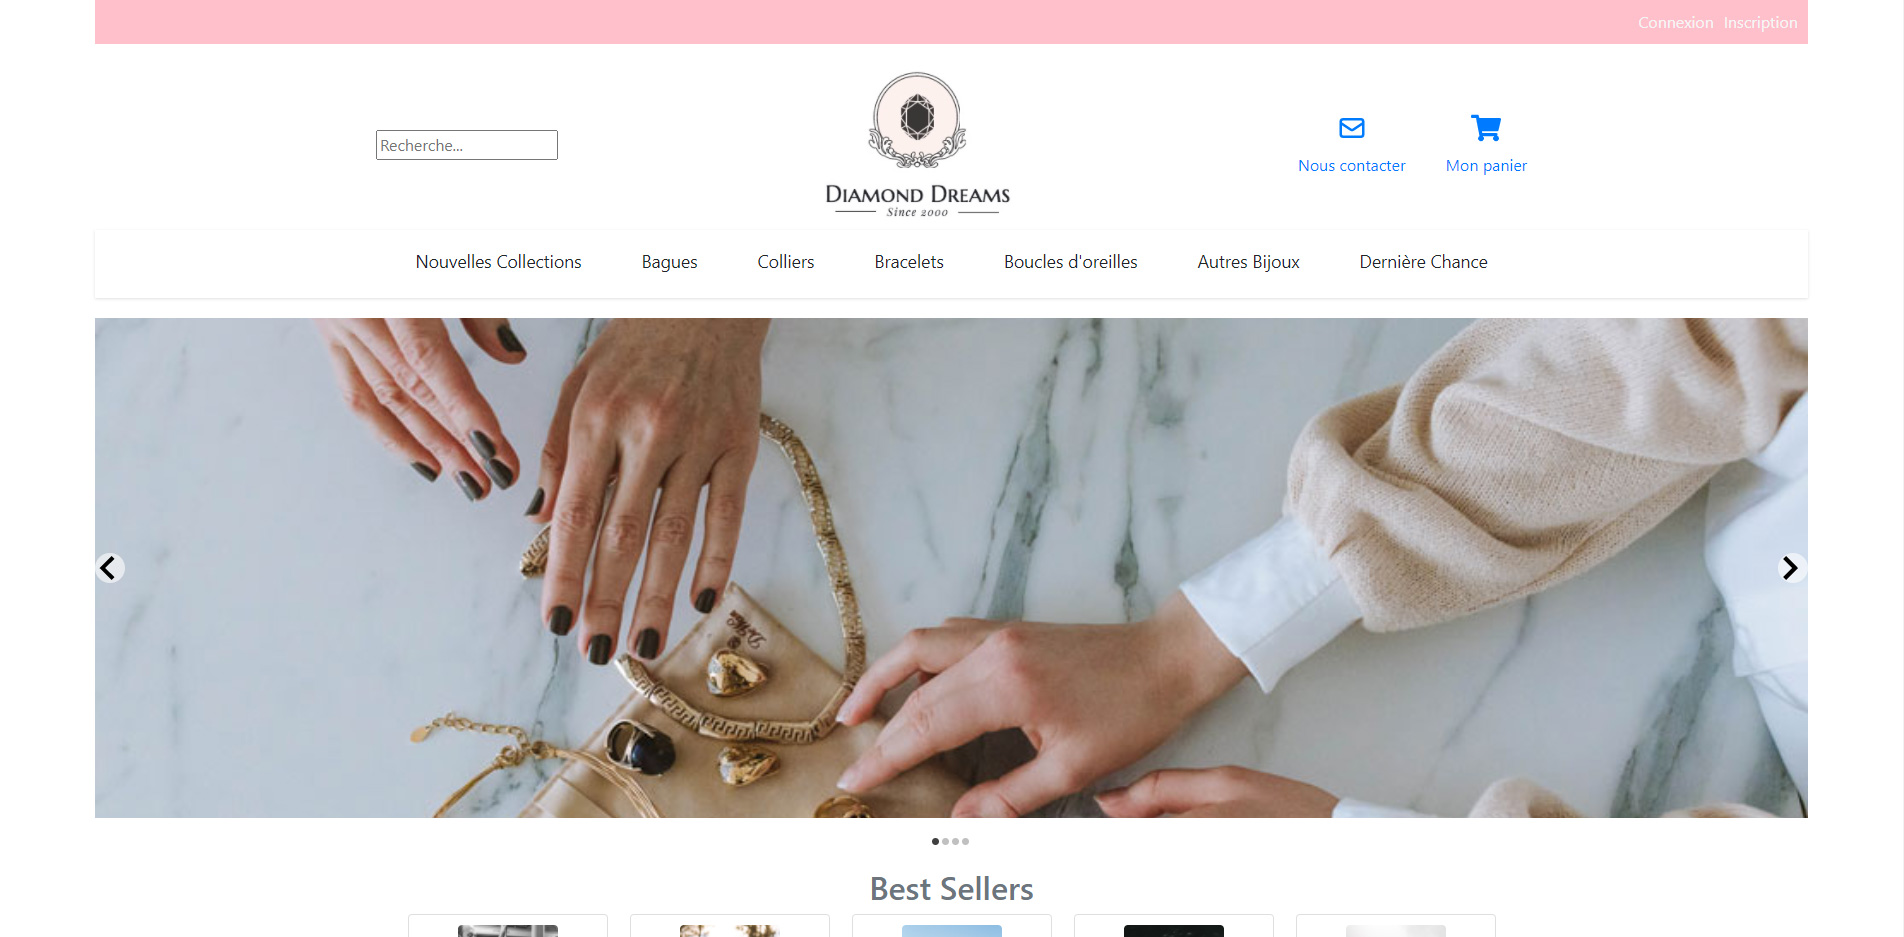 Connexion Inscription
Recherche...
DIAMOND DREAMS
Since 2000
Nous contacter
Mon panier
Nouvelles Collections
Bagues
Colliers
Bracelets
Boucles d'oreilles
Autres Bijoux
Dernière Chance
Best Sellers